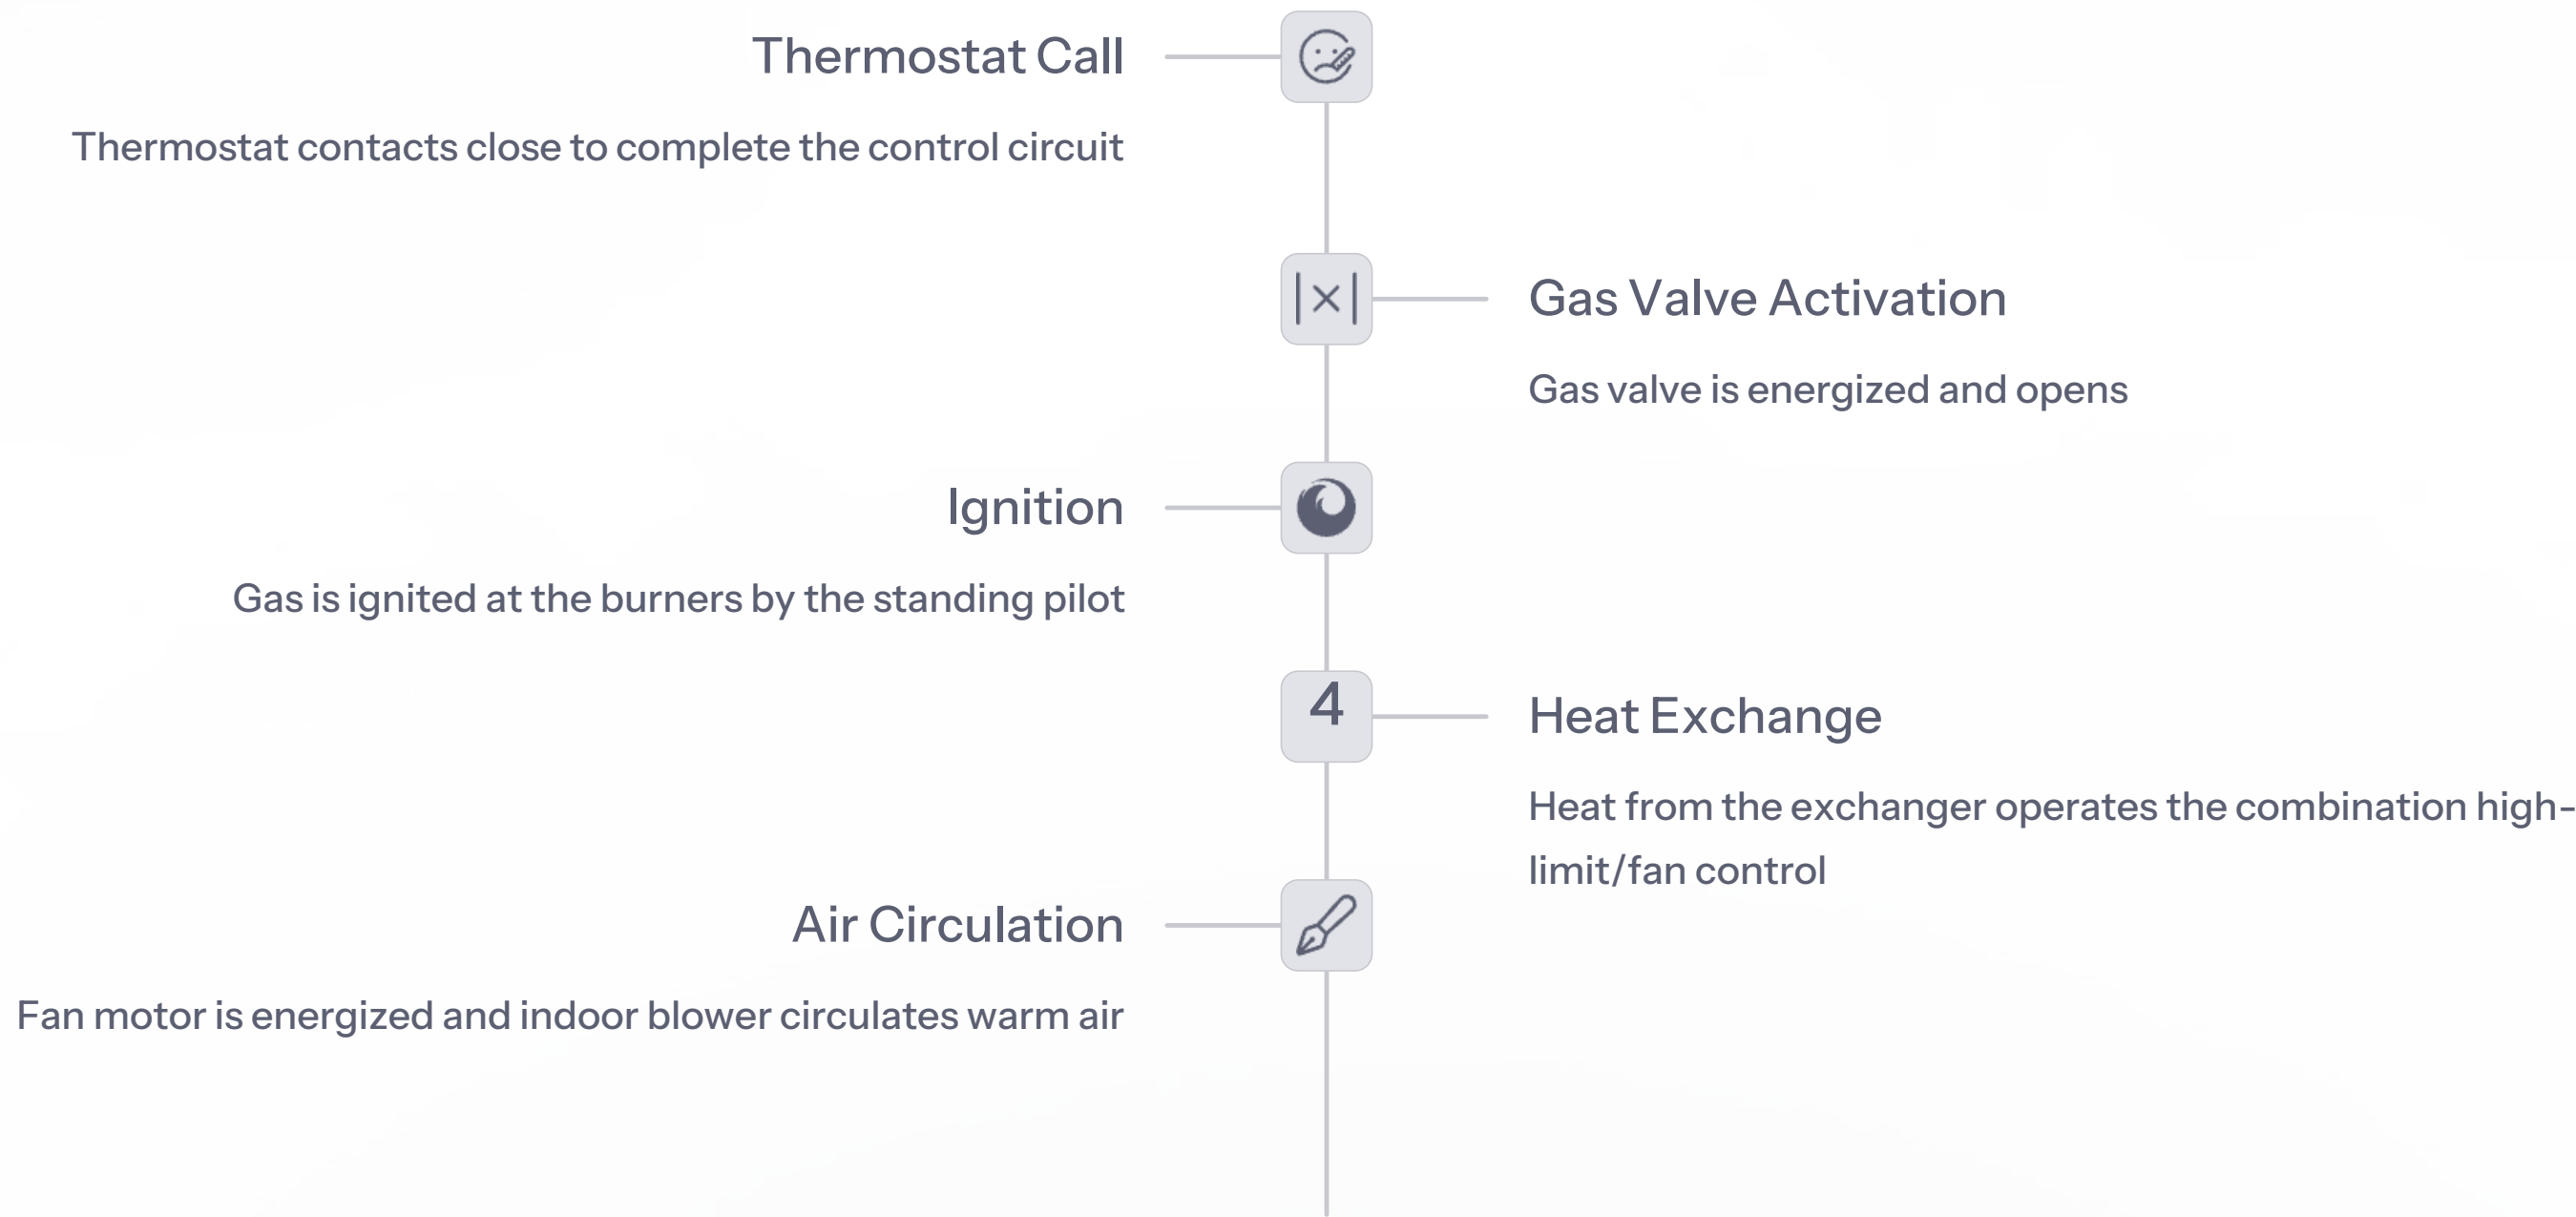 Thermostat Call
Thermostat contacts close to complete the control circuit
Gas Valve Activation
Gas valve is energized and opens
Ignition
Gas is ignited at the burners by the standing pilot
4
Heat Exchange
Heat from the exchanger operates the combination high-
limit/fan control
Air Circulation
Fan motor is energized and indoor blower circulates warm air